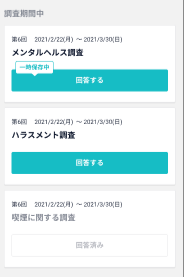 調査期間中
第6回 2021/2/22(月) 〜 2021/3/30(日)
メンタルヘルス調査
一時保存中
回答する
第6回 2021/2/22(月) 〜 2021/3/30(日)
ハラスメント調査
回答する
第6回 2021/2/22(月) 〜 2021/3/30(日)
喫煙に関する調査
回答済み